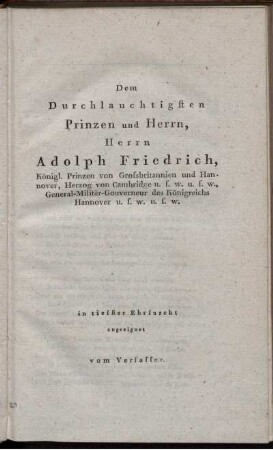 Dem
Durchlauchtigſten
Prinzen und Herrn,
Herrn
Adolph Friedrich,
Königl. Prinzen von Groſsbritannien und Han-
nover, Herzog von Cambridge u. ſ. w. u. ſ. w.,
General-Militär-Gouverneur des Königreichs
Hannover u. ſ. w. u. ſ. w.
in tiefſter Ehrfurcht
zugeeignet
vom Verfaſſer.